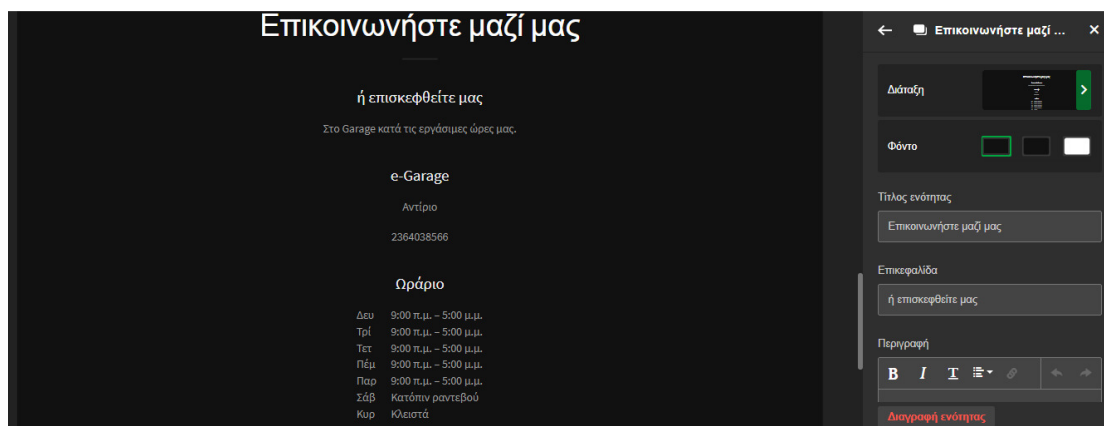 Επικοινωνήστε μαζί μας
ή επισκεφθείτε μας
Στο Garage κατά τις εργάσιμες ώρες μας.
e-Garage
Αντίριο
2364038566
Ωράριο
Δευ 9:00 π.μ. – 5:00 μ.μ.
Τρί 9:00 π.μ. – 5:00 μ.μ.
Τετ 9:00 π.μ. – 5:00 μ.μ.
Πέμ 9:00 π.μ. – 5:00 μ.μ.
Παρ 9:00 π.μ. – 5:00 μ.μ.
Σάβ Κατόπιν ραντεβού
Κυρ Κλειστά
Επικοινωνήστε μαζί ...
Διάταξη
Φόντο
Τίτλος ενότητας
Επικοινωνήστε μαζί μας
Επικεφαλίδα
ή επισκεφθείτε μας
Περιγραφή
B I T
Διαγραφή ενότητας